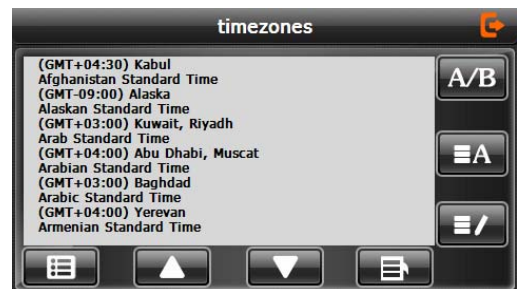 timezones
(GMT+04:30) Kabul
Afghanistan Standard Time
(GMT-09:00) Alaska
Alaskan Standard Time
(GMT+03:00) Kuwait, Riyadh
Arab Standard Time
(GMT+04:00) Abu Dhabi, Muscat
Arabian Standard Time
(GMT+03:00) Baghdad
Arabic Standard Time
(GMT+04:00) Yerevan
Armenian Standard Time
A/B
A